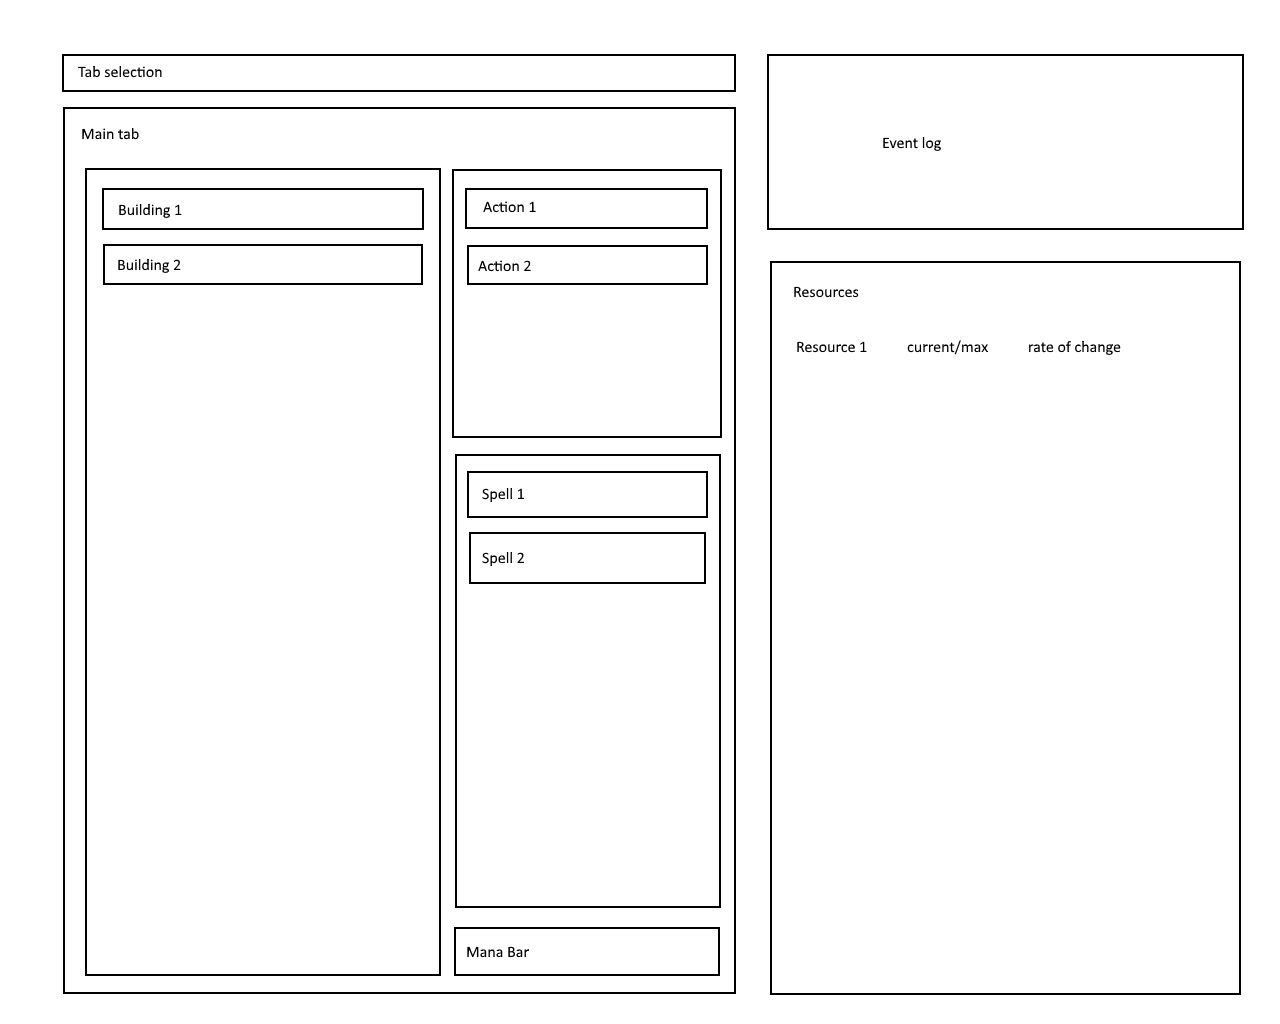 Tab selection
Main tab
Building 1
Building 2
Action 1
Action 2
Spell 1
Spell 2
Mana Bar
Event log
Resources
Resource 1 current/max rate of change